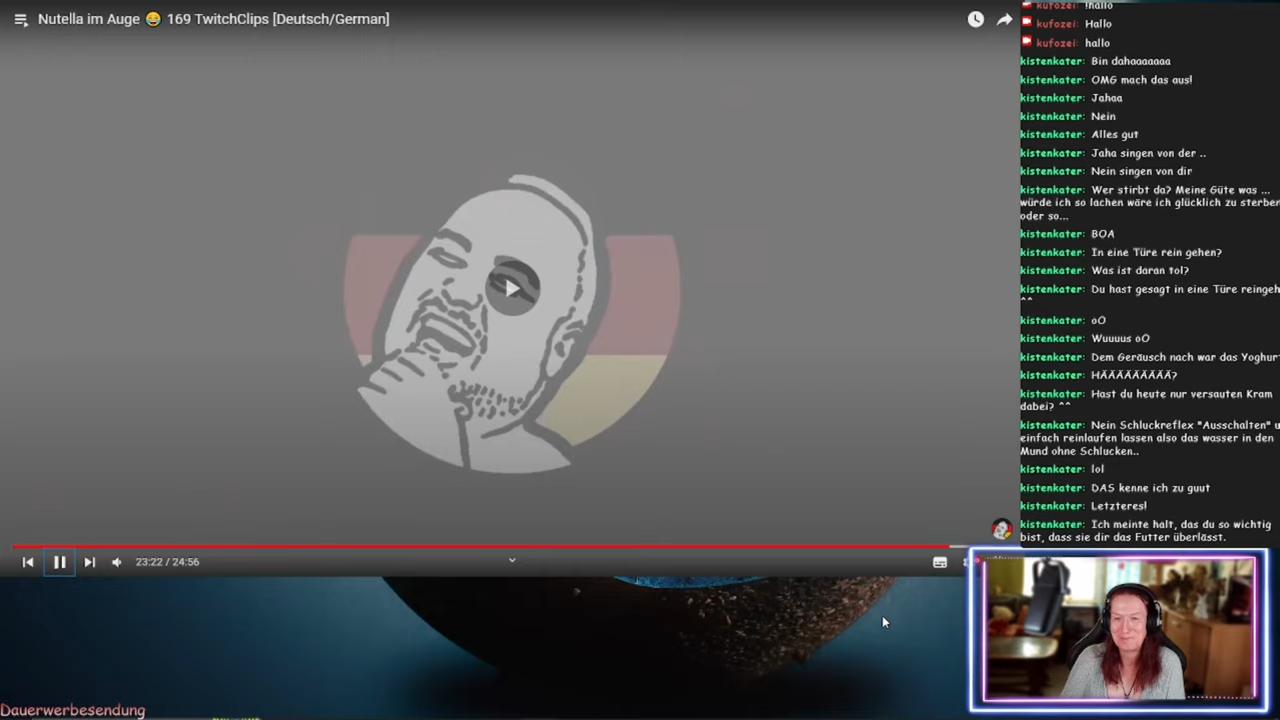 Nutella im Auge 😂 169 TwitchClips [Deutsch/German]
kufozei: !hallo
kufozei: Hallo
kufozei: hallo
kistenkater: Bin dahaaaaaaa
kistenkater: OMG mach das aus!
kistenkater: Jahaa
kistenkater: Nein
kistenkater: Alles gut
kistenkater: Jaha singen von der ..
kistenkater: Nein singen von dir
kistenkater: Wer stirbt da? Meine Güte was ...
würde ich so lachen wäre ich glücklich zu sterben
oder so...
kistenkater: BOA
kistenkater: In eine Türe rein gehen?
kistenkater: Was ist daran tol?
kistenkater: Du hast gesagt in eine Türe reingeh
^^
kistenkater: oO
kistenkater: Wuuuus oO
kistenkater: Dem Geräusch nach war das Yoghur
kistenkater: HÄÄÄÄÄÄÄÄÄ?
kistenkater: Hast du heute nur versauten Kram
dabei? ^^
kistenkater: Nein Schluckreflex "Ausschalten" u
einfach reinlaufen lassen also das wasser in den
Mund ohne Schlucken..
kistenkater: lol
kistenkater: DAS kenne ich zu guut
kistenkater: Letzteres!
kistenkater: Ich meinte halt, das du so wichtig
bist, dass sie dir das Futter überlässt.
23:22 / 24:56
Dauerwerbesendung